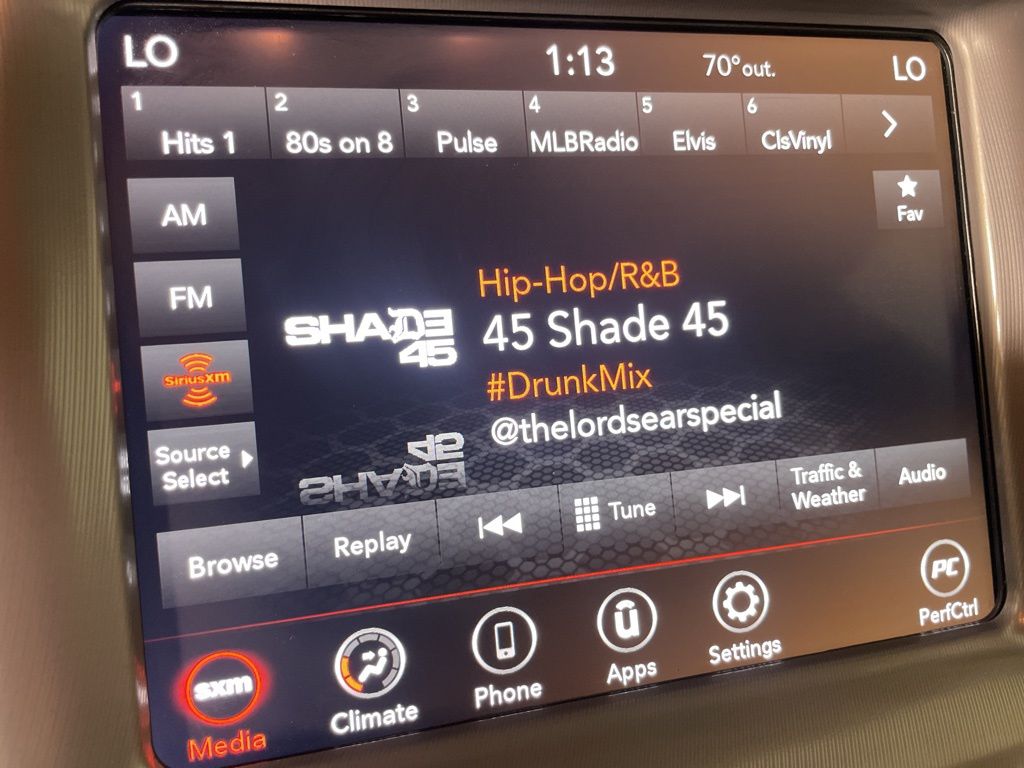 LO
1:13
70° out.
LO
1
Hits 1
2
80s on 8
3
Pulse
4
MLBRadio
5
Elvis
6
ClsVinyl
AM
FM
SiriusXM
Source
Select
Fav
SHADE
45
Hip-Hop/R&B
45 Shade 45
#DrunkMix
@thelordsearspecial
Browse
Replay
Tune
Traffic &
Weather
Audio
sxm
Media
Climate
Phone
u
Apps
Settings
PC
PerfCtrl